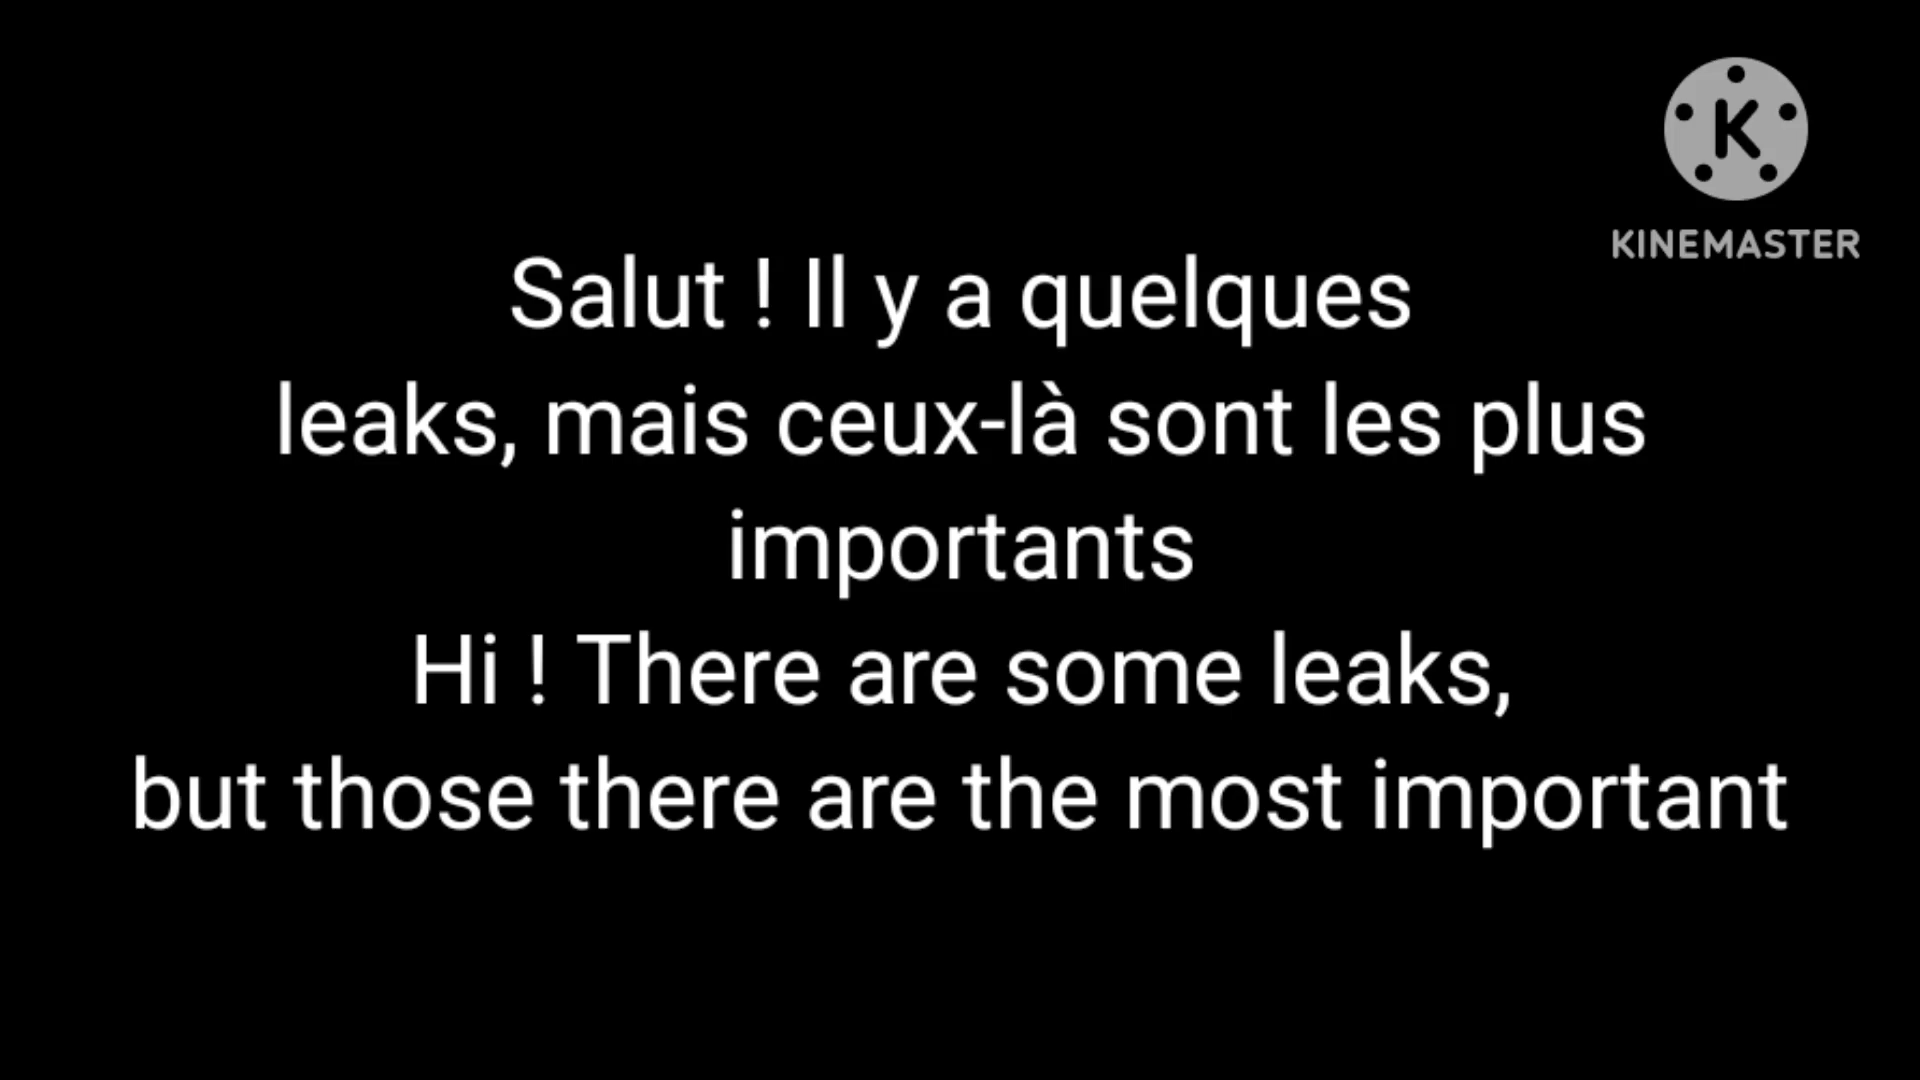 K
KINEMASTER
Salut ! Il y a quelques
leaks, mais ceux-là sont les plus
importants
Hi ! There are some leaks,
but those there are the most important